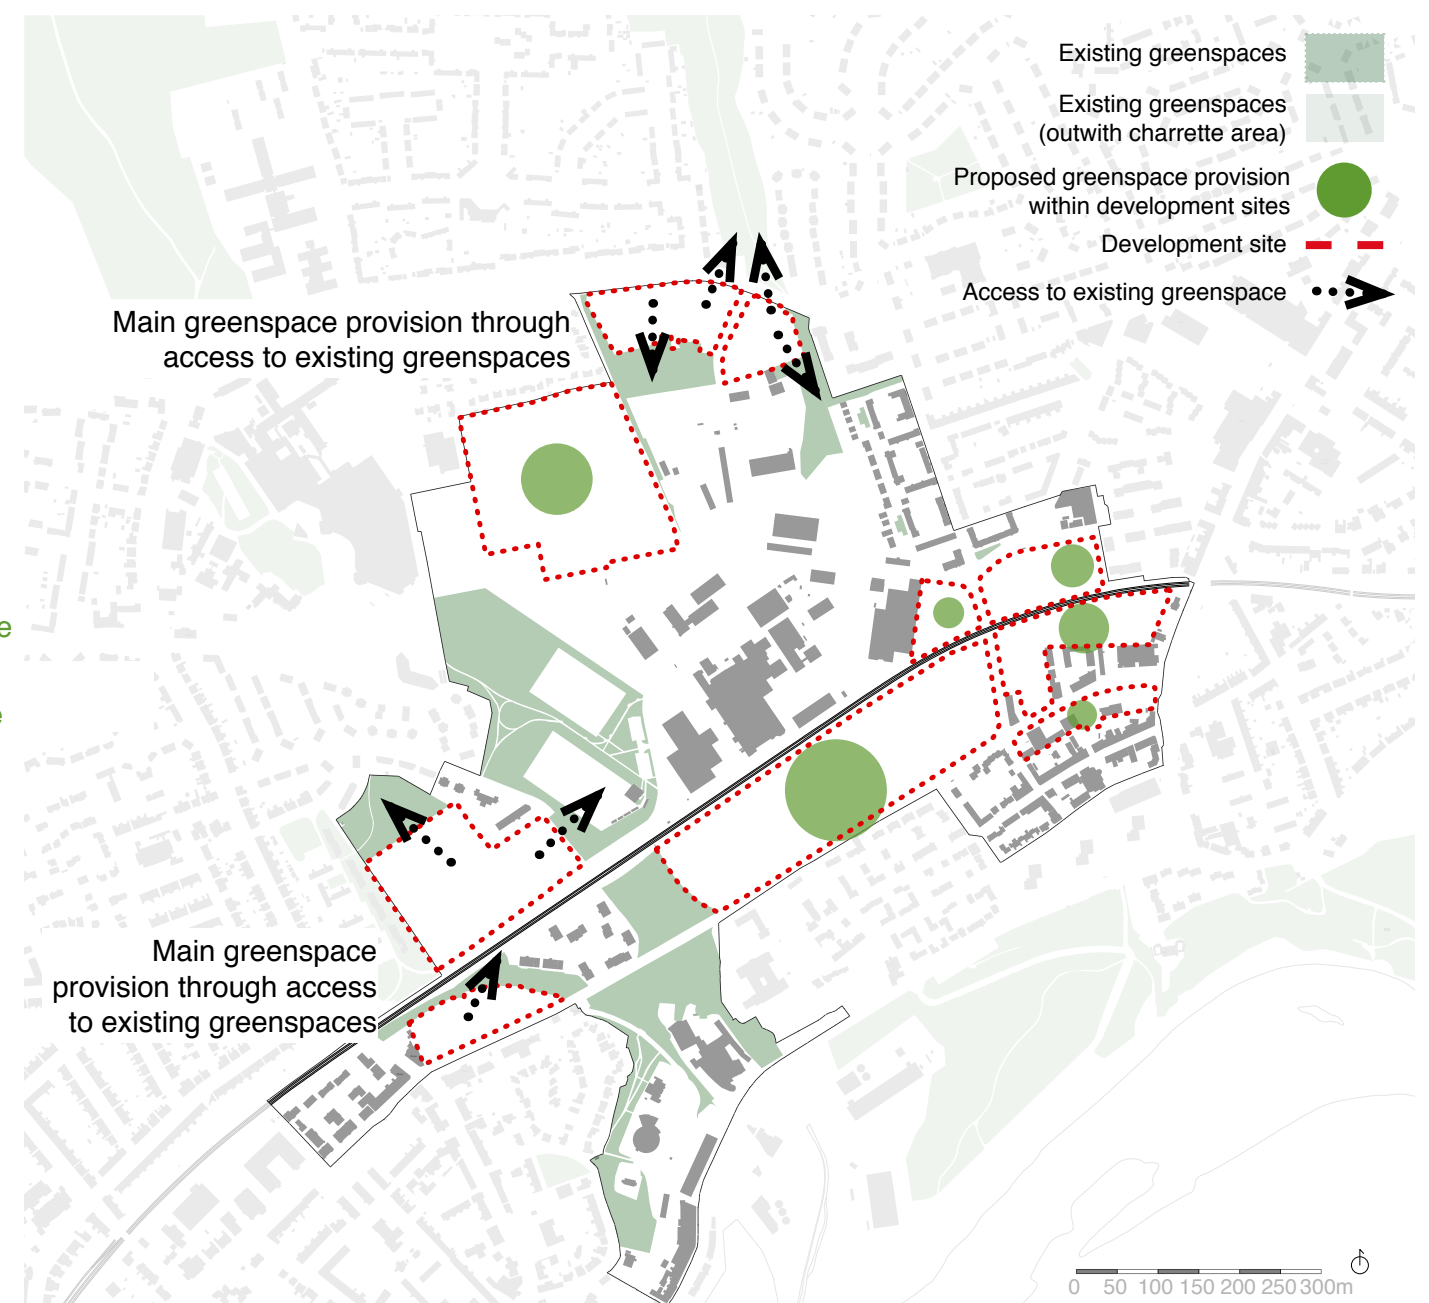 Existing greenspaces
Existing greenspaces
(outwith charrette area)
Proposed greenspace provision
within development sites
Development site
Access to existing greenspace
Main greenspace provision through
access to existing greenspaces
e
e
Main greenspace
provision through access
to existing greenspaces
0 50 100 150 200 250 300m